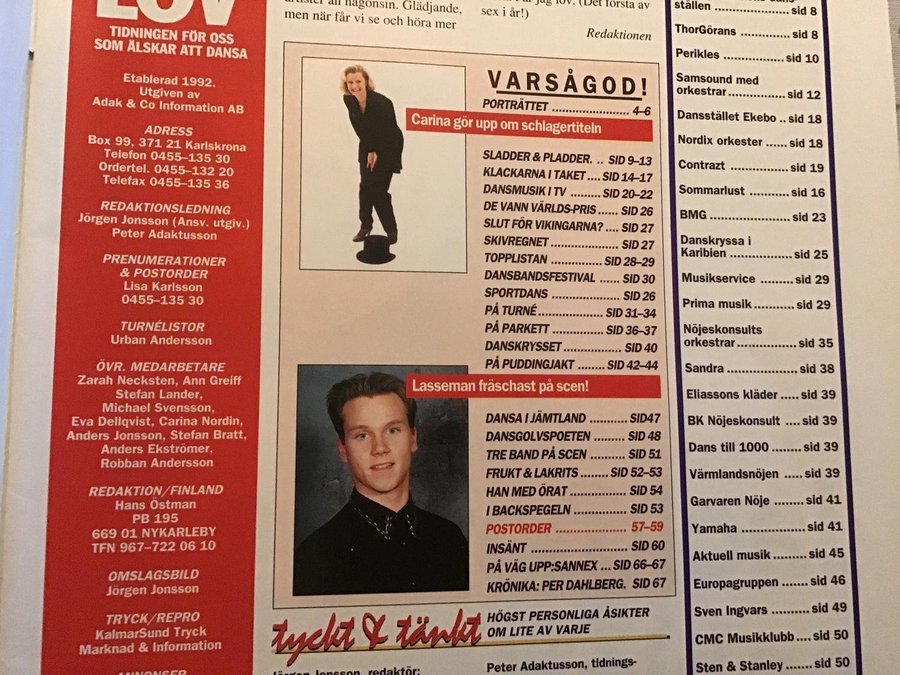 LÖV
TIDNINGEN FÖR OSS
SOM ÄLSKAR ATT DANSA
Etablerad 1992.
Utgiven av
Adak & Co Information AB
ADRESS
Box 99, 371 21 Karlskrona
Telefon 0455–135 30
Ordertel. 0455–132 20
Telefax 0455–135 36
REDAKTIONSLEDNING
Jörgen Jonsson (Ansv. utgiv.)
Peter Adaktusson
PRENUMERATIONER
& POSTORDER
Lisa Karlsson
0455–135 30
TURNÉLISTOR
Urban Andersson
ÖVR. MEDARBETARE
Zarah Necksten, Ann Greiff
Stefan Lander,
Michael Svensson,
Eva Dellqvist, Carina Nordin,
Anders Jonsson, Stefan Bratt,
Anders Ekströmer,
Robban Andersson
REDAKTION/FINLAND
Hans Östman
PB 195
669 01 NYKARLEBY
TFN 967–722 06 10
OMSLAGSBILD
Jörgen Jonsson
TRYCK/REPRO
KalmarSund Tryck
Marknad & Information
ANNONSER
artister än någonsin. Glädjande,
men när får vi se och höra mer
jag lov. (Det första av
sex i år!)
Redaktionen
VARSÅGOD!
PORTRÄTTET ..................... 4–6
Carina gör upp om schlagertiteln
SLADDER & PLADDER. .. SID 9–13
KLACKARNA I TAKET .... SID 14–17
DANSMUSIK I TV ......... SID 20–22
DE VANN VÄRLDS-PRIS ...... SID 26
SLUT FÖR VIKINGARNA? .... SID 27
SKIVREGNET ................... SID 27
TOPPLISTAN ................ SID 28–29
DANSBANDSFESTIVAL ...... SID 30
SPORTDANS .................. SID 26
PÅ TURNÉ .................. SID 31–34
PÅ PARKETT ............... SID 36–37
DANSKRYSSET ................ SID 40
PÅ PUDDINGJAKT ........ SID 42–44
Lasseman fräschast på scen!
DANSA I JÄMTLAND ......... SID47
DANSGOLVSPOETEN ........ SID 48
TRE BAND PÅ SCEN ......... SID 51
FRUKT & LAKRITS ....... SID 52–53
HAN MED ÖRAT ............... SID 54
I BACKSPEGELN .............. SID 53
POSTORDER ................... 57–59
INSÄNT ......................... SID 60
PÅ VÄG UPP:SANNEX ... SID 66–67
KRÖNIKA: PER DAHLBERG. SID 67
tyckt & tänkt
HÖGST PERSONLIGA ÅSIKTER
OM LITE AV VARJE
Jörgen Jonsson, redaktör:
Peter Adaktusson, tidnings-
ställen .................... sid 8
ThorGörans .............. sid 8
Perikles .................. sid 10
Samsound med
orkestrar ............... sid 12
Dansstället Ekebo .. sid 18
Nordix orkester ...... sid 18
Contrazt ................ sid 19
Sommarlust ........... sid 16
BMG ..................... sid 23
Danskryssa i
Karibien ................ sid 25
Musikservice ......... sid 29
Prima musik .......... sid 29
Nöjeskonsults
orkestrar ............... sid 35
Sandra .................. sid 38
Eliassons kläder ..... sid 39
BK Nöjeskonsult .... sid 39
Dans till 1000 ....... sid 39
Värmlandsnöjen ..... sid 39
Garvaren Nöje ........ sid 41
Yamaha ................. sid 41
Aktuell musik ......... sid 45
Europagruppen ...... sid 46
Sven Ingvars ......... sid 49
CMC Musikklubb .... sid 50
Sten & Stanley ....... sid 50